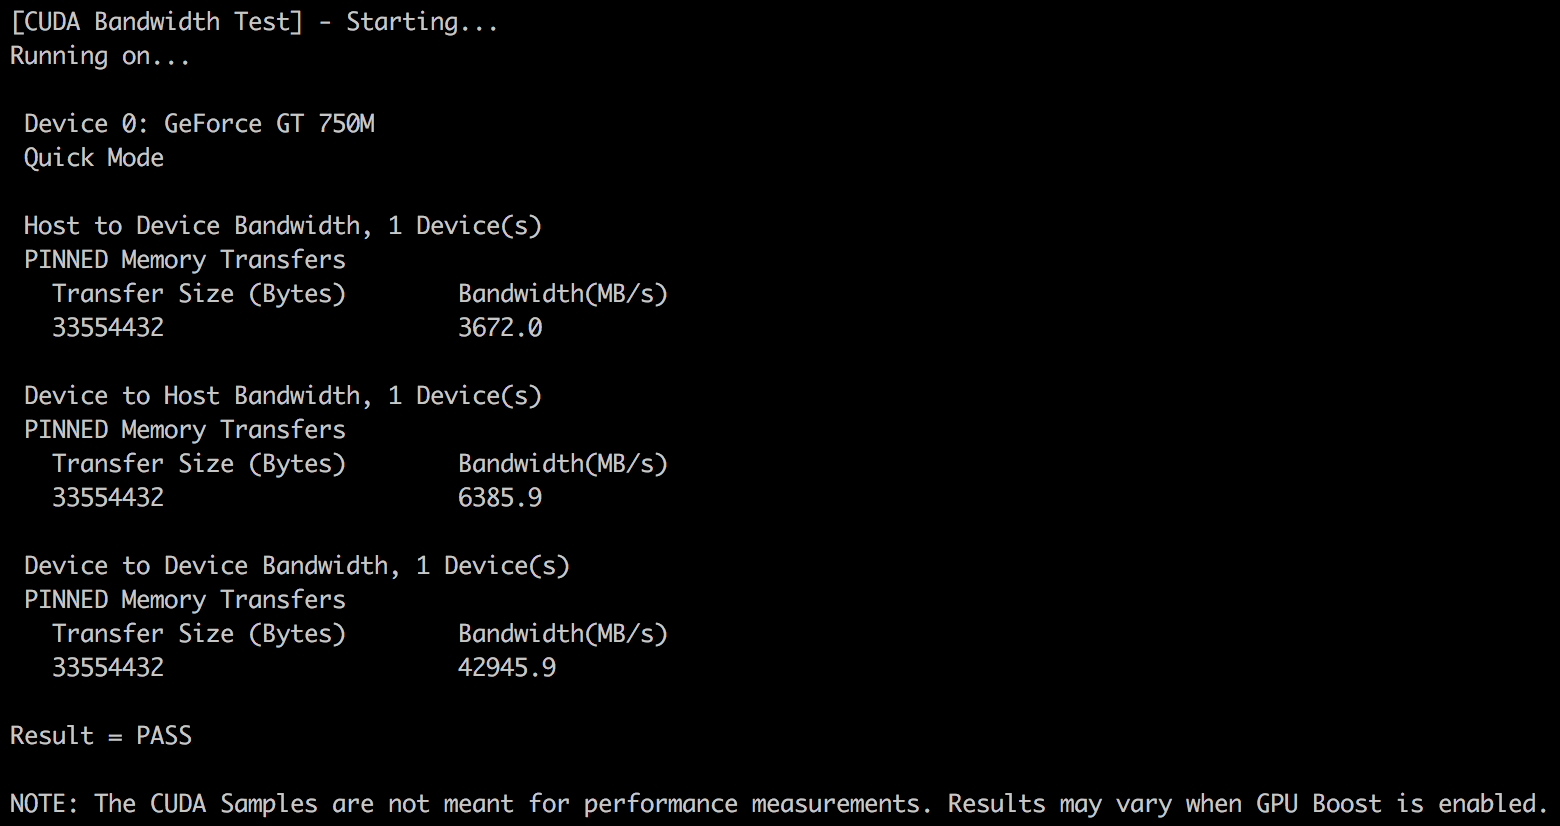 [CUDA Bandwidth Test] - Starting...
Running on...

 Device 0: GeForce GT 750M
 Quick Mode

 Host to Device Bandwidth, 1 Device(s)
 PINNED Memory Transfers
   Transfer Size (Bytes)        Bandwidth(MB/s)
   33554432                     3672.0

 Device to Host Bandwidth, 1 Device(s)
 PINNED Memory Transfers
   Transfer Size (Bytes)        Bandwidth(MB/s)
   33554432                     6385.9

 Device to Device Bandwidth, 1 Device(s)
 PINNED Memory Transfers
   Transfer Size (Bytes)        Bandwidth(MB/s)
   33554432                     42945.9

Result = PASS

NOTE: The CUDA Samples are not meant for performance measurements. Results may vary when GPU Boost is enabled.